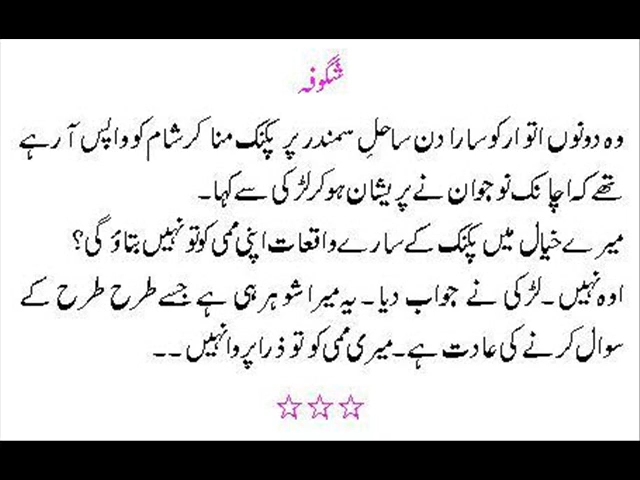 شگوفہ
وہ دونوں اتوار کو سارا دن ساحلِ سمندر پر پکنک منا کر شام کو واپس آ رہے
تھے کہ اچانک نوجوان نے پریشان ہو کر لڑکی سے کہا۔
میرے خیال میں پکنک کے سارے واقعات اپنی ممی کو تو نہیں بتاؤ گی؟
اوہ نہیں۔ لڑکی نے جواب دیا۔ یہ میرا شوہر ہی ہے جسے طرح طرح کے
سوال کرنے کی عادت ہے۔ میری ممی کو تو ذرا پروا نہیں ۔۔